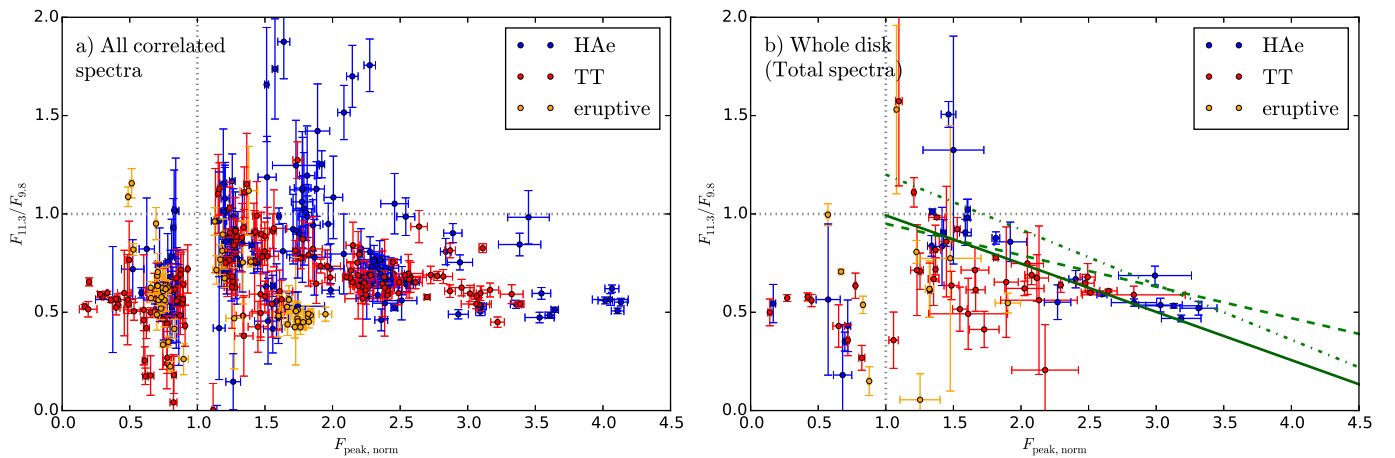 a) All correlated
spectra
HAe
TT
eruptive
2.0
1.5
1.0
0.5
0.0
F11.3/F9.8
0.0 0.5 1.0 1.5 2.0 2.5 3.0 3.5 4.0 4.5
Fpeak, norm
b) Whole disk
(Total spectra)
HAe
TT
eruptive
2.0
1.5
1.0
0.5
0.0
F11.3/F9.8
0.0 0.5 1.0 1.5 2.0 2.5 3.0 3.5 4.0 4.5
Fpeak, norm